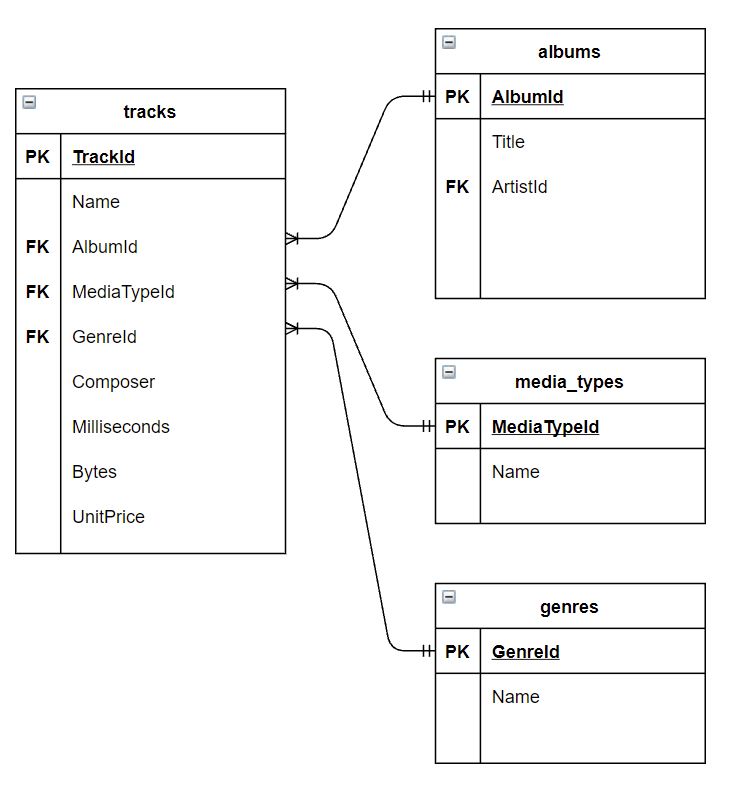 tracks
PK TrackId
Name
FK AlbumId
FK MediaTypeId
FK GenreId
Composer
Milliseconds
Bytes
UnitPrice
albums
PK AlbumId
Title
FK ArtistId
media_types
PK MediaTypeId
Name
genres
PK GenreId
Name